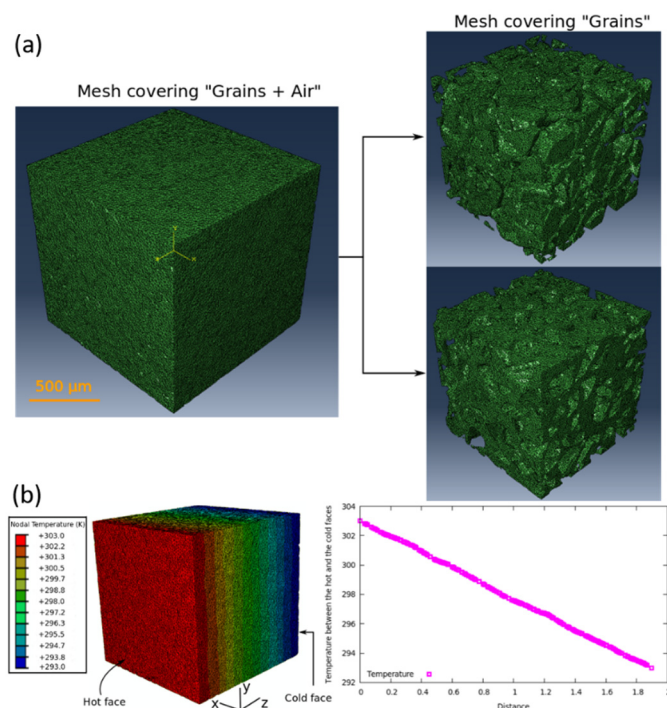 (a)
Mesh covering "Grains"
Mesh covering "Grains + Air"
500 μm
(b)
Nodal Temperature (K)
+303.0
+302.2
+301.3
+300.5
+299.7
+298.8
+298.0
+297.2
+296.3
+295.5
+294.7
+293.8
+293.0
Hot face
Cold face
x
y
z
Temperature between the hot and the cold faces
304
302
300
298
296
294
292
Temperature
0
0.2
0.4
0.6
0.8
1
1.2
1.4
1.6
1.8
Distance